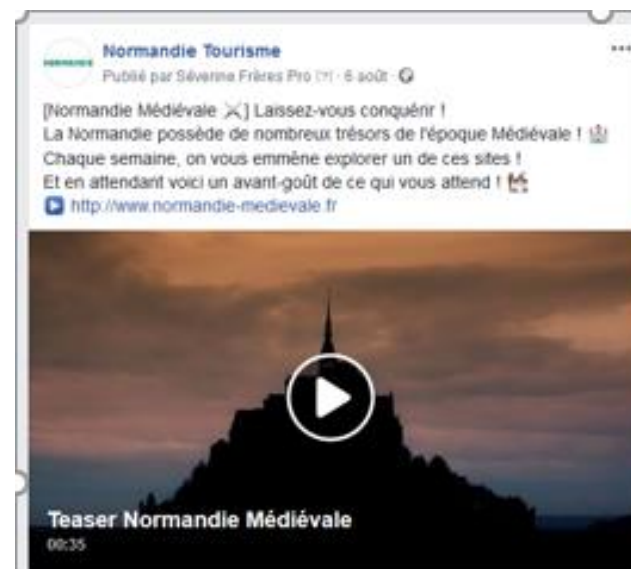 NORMANDIE
Normandie Tourisme
Publié par Séverine Frères Pro [?] · 6 août ·
[Normandie Médiévale ⚔] Laissez-vous conquérir !
La Normandie possède de nombreux trésors de l'époque Médiévale ! 🏰
Chaque semaine, on vous emmène explorer un de ces sites !
Et en attendant voici un avant-goût de ce qui vous attend !
▶ http://www.normandie-medievale.fr
Teaser Normandie Médiévale
00:35